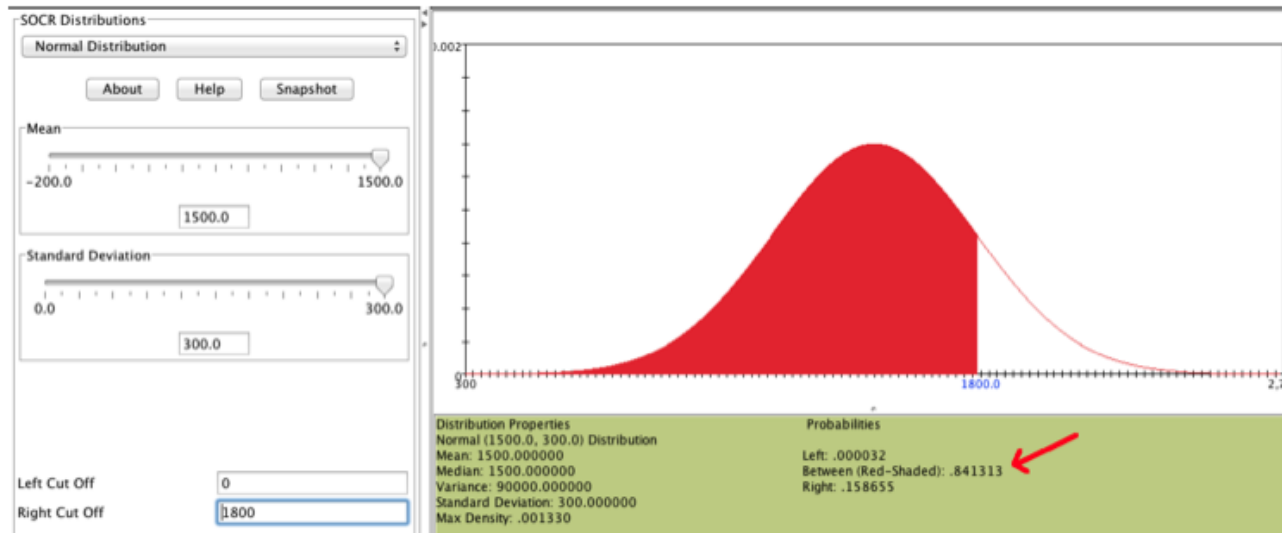 SOCR Distributions
Normal Distribution
About Help Snapshot
Mean
-200.0 1500.0
1500.0
Standard Deviation
0.0 300.0
300.0
Left Cut Off 0
Right Cut Off 1800
0.002
0
300 1800.0
Distribution Properties
Normal (1500.0, 300.0) Distribution
Mean: 1500.000000
Median: 1500.000000
Variance: 90000.000000
Standard Deviation: 300.000000
Max Density: .001330
Probabilities
Left: .000032
Between (Red-Shaded): .841313
Right: .158655